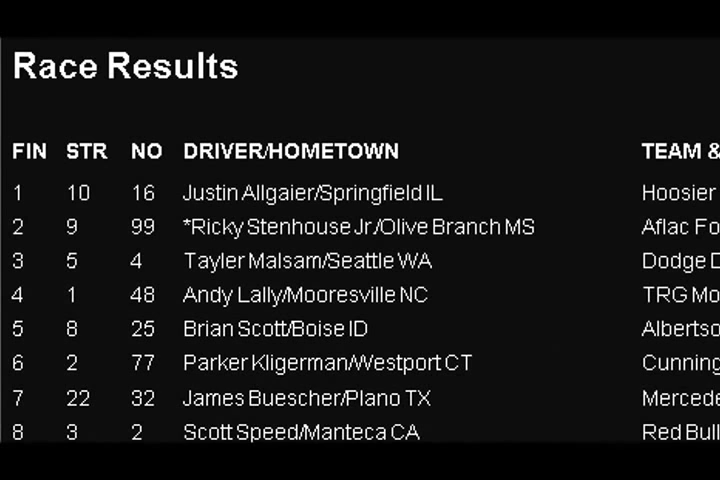 Race Results
FIN STR NO DRIVER/HOMETOWN TEAM &
1 10 16 Justin Allgaier/Springfield IL Hoosier
2 9 99 *Ricky Stenhouse Jr./Olive Branch MS Aflac Fo
3 5 4 Tayler Malsam/Seattle WA Dodge D
4 1 48 Andy Lally/Mooresville NC TRG Mo
5 8 25 Brian Scott/Boise ID Albertso
6 2 77 Parker Kligerman/Westport CT Cunning
7 22 32 James Buescher/Plano TX Mercede
8 3 2 Scott Speed/Manteca CA Red Bull